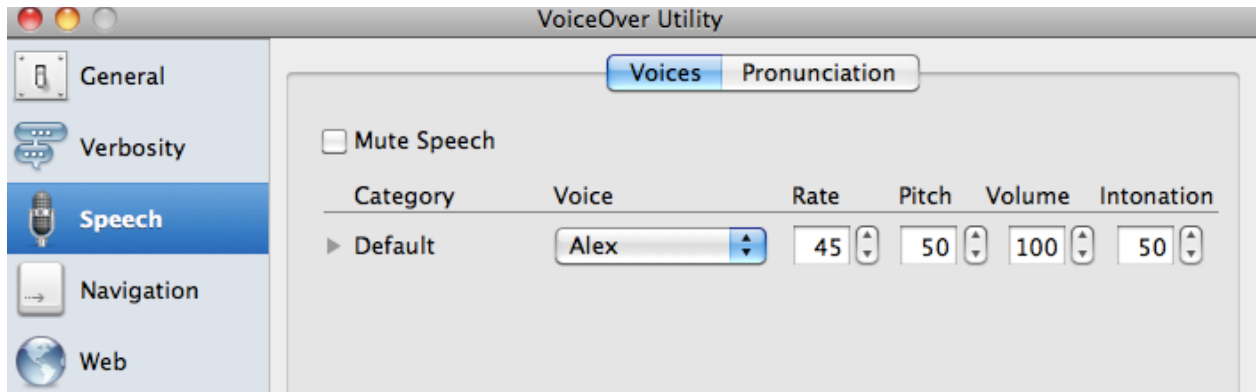 VoiceOver Utility
General
Verbosity
Speech
Navigation
Web
Voices Pronunciation
Mute Speech
Category Voice Rate Pitch Volume Intonation
Default Alex 45 50 100 50